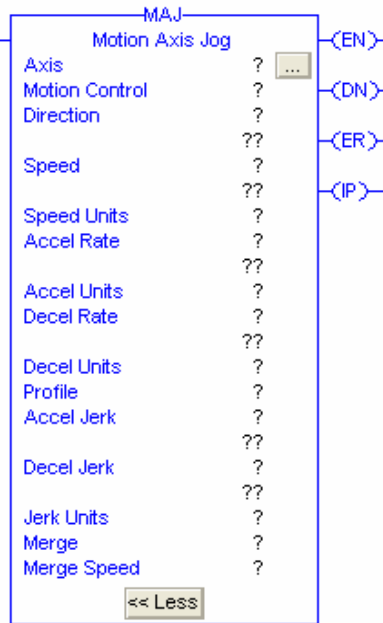 MAJ
Motion Axis Jog
Axis ? ...
Motion Control ?
Direction ?
??
Speed ?
??
Speed Units ?
Accel Rate ?
??
Accel Units ?
Decel Rate ?
??
Decel Units ?
Profile ?
Accel Jerk ?
??
Decel Jerk ?
??
Jerk Units ?
Merge ?
Merge Speed ?
<< Less
(EN)
(DN)
(ER)
(IP)